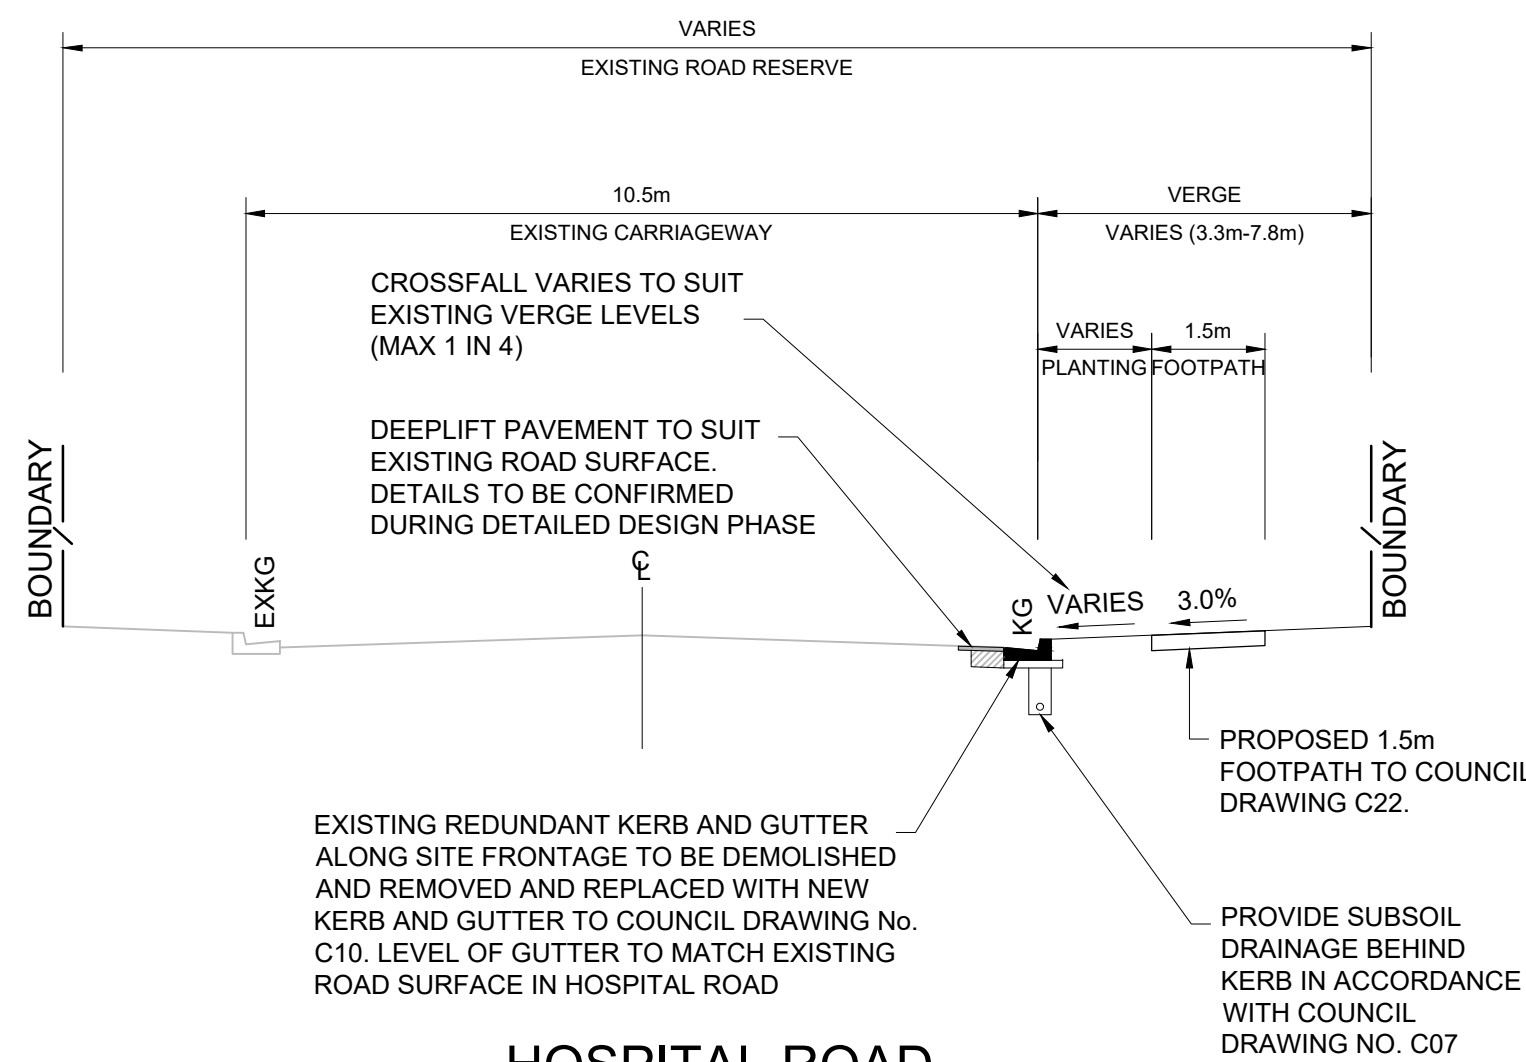 VARIES
EXISTING ROAD RESERVE
10.5m
EXISTING CARRIAGEWAY
VERGE
VARIES (3.3m-7.8m)
CROSSFALL VARIES TO SUIT
EXISTING VERGE LEVELS
(MAX 1 IN 4)
VARIES
PLANTING
1.5m
FOOTPATH
DEEPLIFT PAVEMENT TO SUIT
EXISTING ROAD SURFACE.
DETAILS TO BE CONFIRMED
DURING DETAILED DESIGN PHASE
BOUNDARY
EXKG
℄
KG
VARIES
3.0%
BOUNDARY
PROPOSED 1.5m
FOOTPATH TO COUNCIL
DRAWING C22.
EXISTING REDUNDANT KERB AND GUTTER
ALONG SITE FRONTAGE TO BE DEMOLISHED
AND REMOVED AND REPLACED WITH NEW
KERB AND GUTTER TO COUNCIL DRAWING No.
C10. LEVEL OF GUTTER TO MATCH EXISTING
ROAD SURFACE IN HOSPITAL ROAD
PROVIDE SUBSOIL
DRAINAGE BEHIND
KERB IN ACCORDANCE
WITH COUNCIL
DRAWING NO. C07
HOSPITAL ROAD